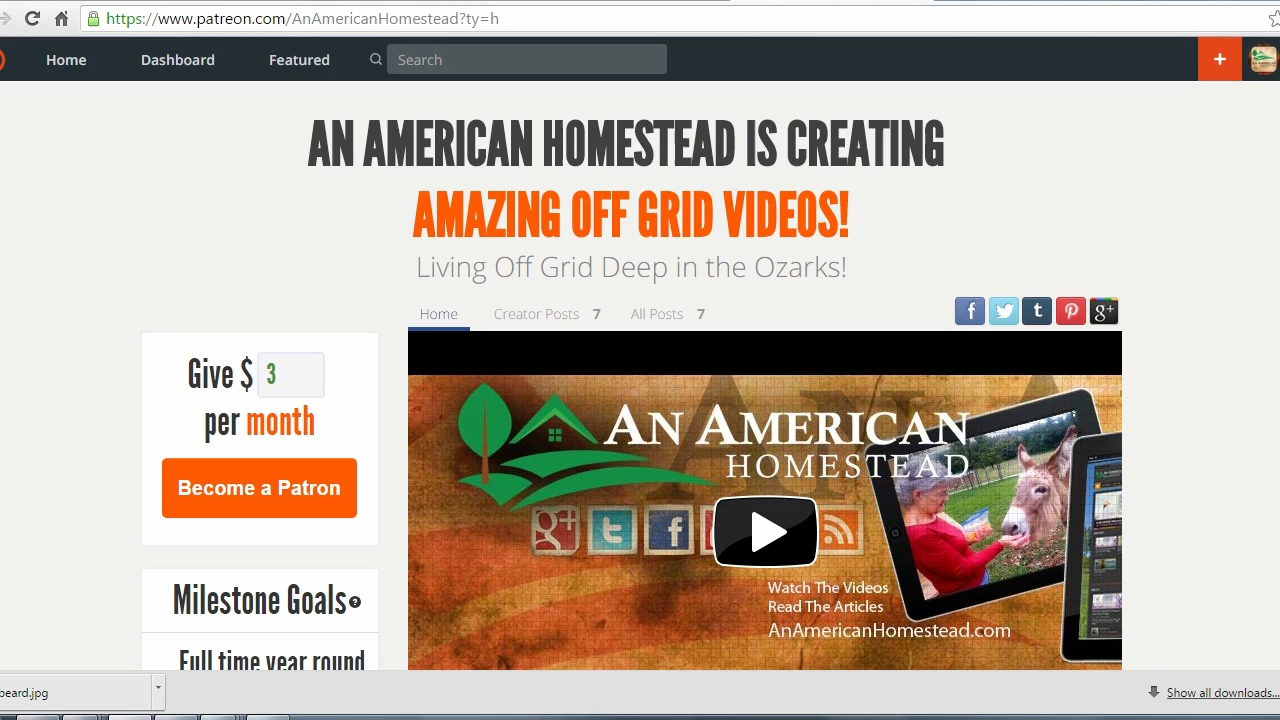 https://www.patreon.com/AnAmericanHomestead?ty=h
Home Dashboard Featured Search +
AN AMERICAN HOMESTEAD IS CREATING
AMAZING OFF GRID VIDEOS!
Living Off Grid Deep in the Ozarks!
Home Creator Posts 7 All Posts 7
f t g+
Give $ 3
per month
Become a Patron
Milestone Goals ?
Full time year round
AN AMERICAN
HOMESTEAD
g+ t f
Watch The Videos
Read The Articles
AnAmericanHomestead.com
beard.jpg
Show all downloads...